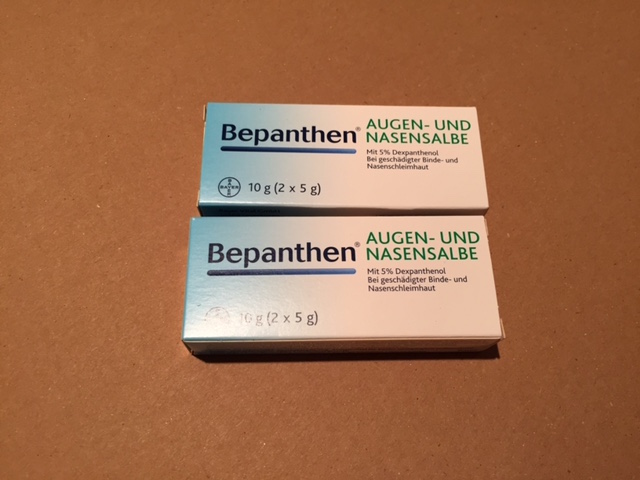 Bepanthen®
AUGEN- UND
NASENSALBE
Mit 5% Dexpanthenol
Bei geschädigter Binde- und
Nasenschleimhaut
BAYER
10 g (2 x 5 g)
Bepanthen®
AUGEN- UND
NASENSALBE
Mit 5% Dexpanthenol
Bei geschädigter Binde- und
Nasenschleimhaut
10 g (2 x 5 g)